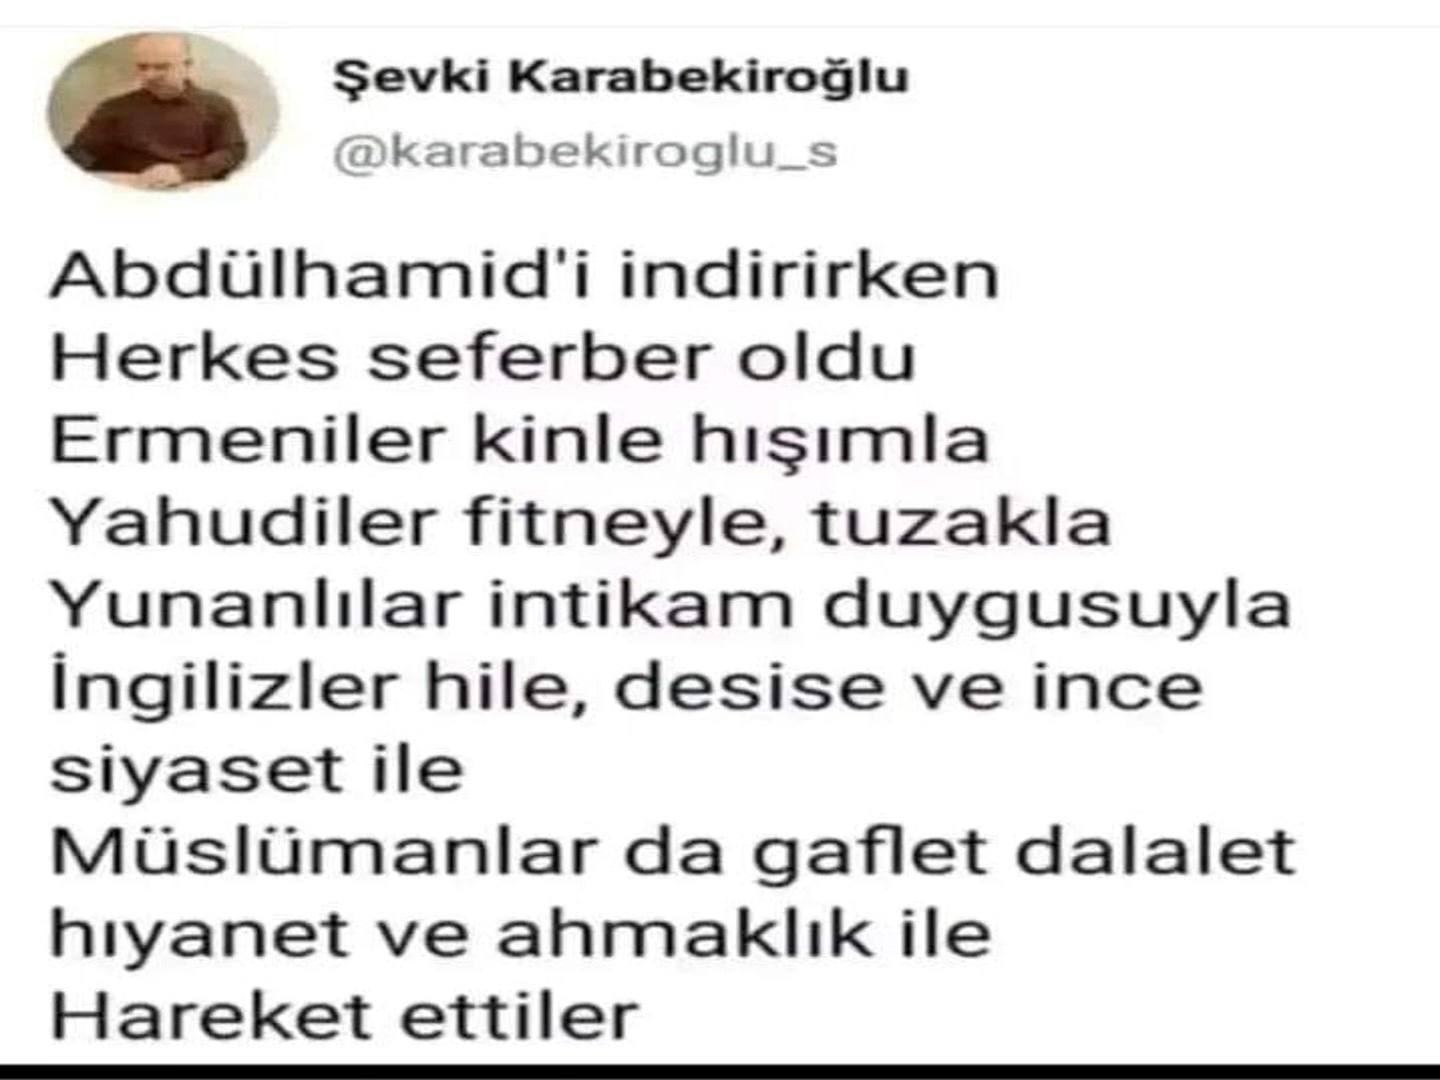 Şevki Karabekiroğlu
@karabekiroglu_s
Abdülhamid'i indirirken
Herkes seferber oldu
Ermeniler kinle hışımla
Yahudiler fitneyle, tuzakla
Yunanlılar intikam duygusuyla
İngilizler hile, desise ve ince
siyaset ile
Müslümanlar da gaflet dalalet
hıyanet ve ahmaklık ile
Hareket ettiler